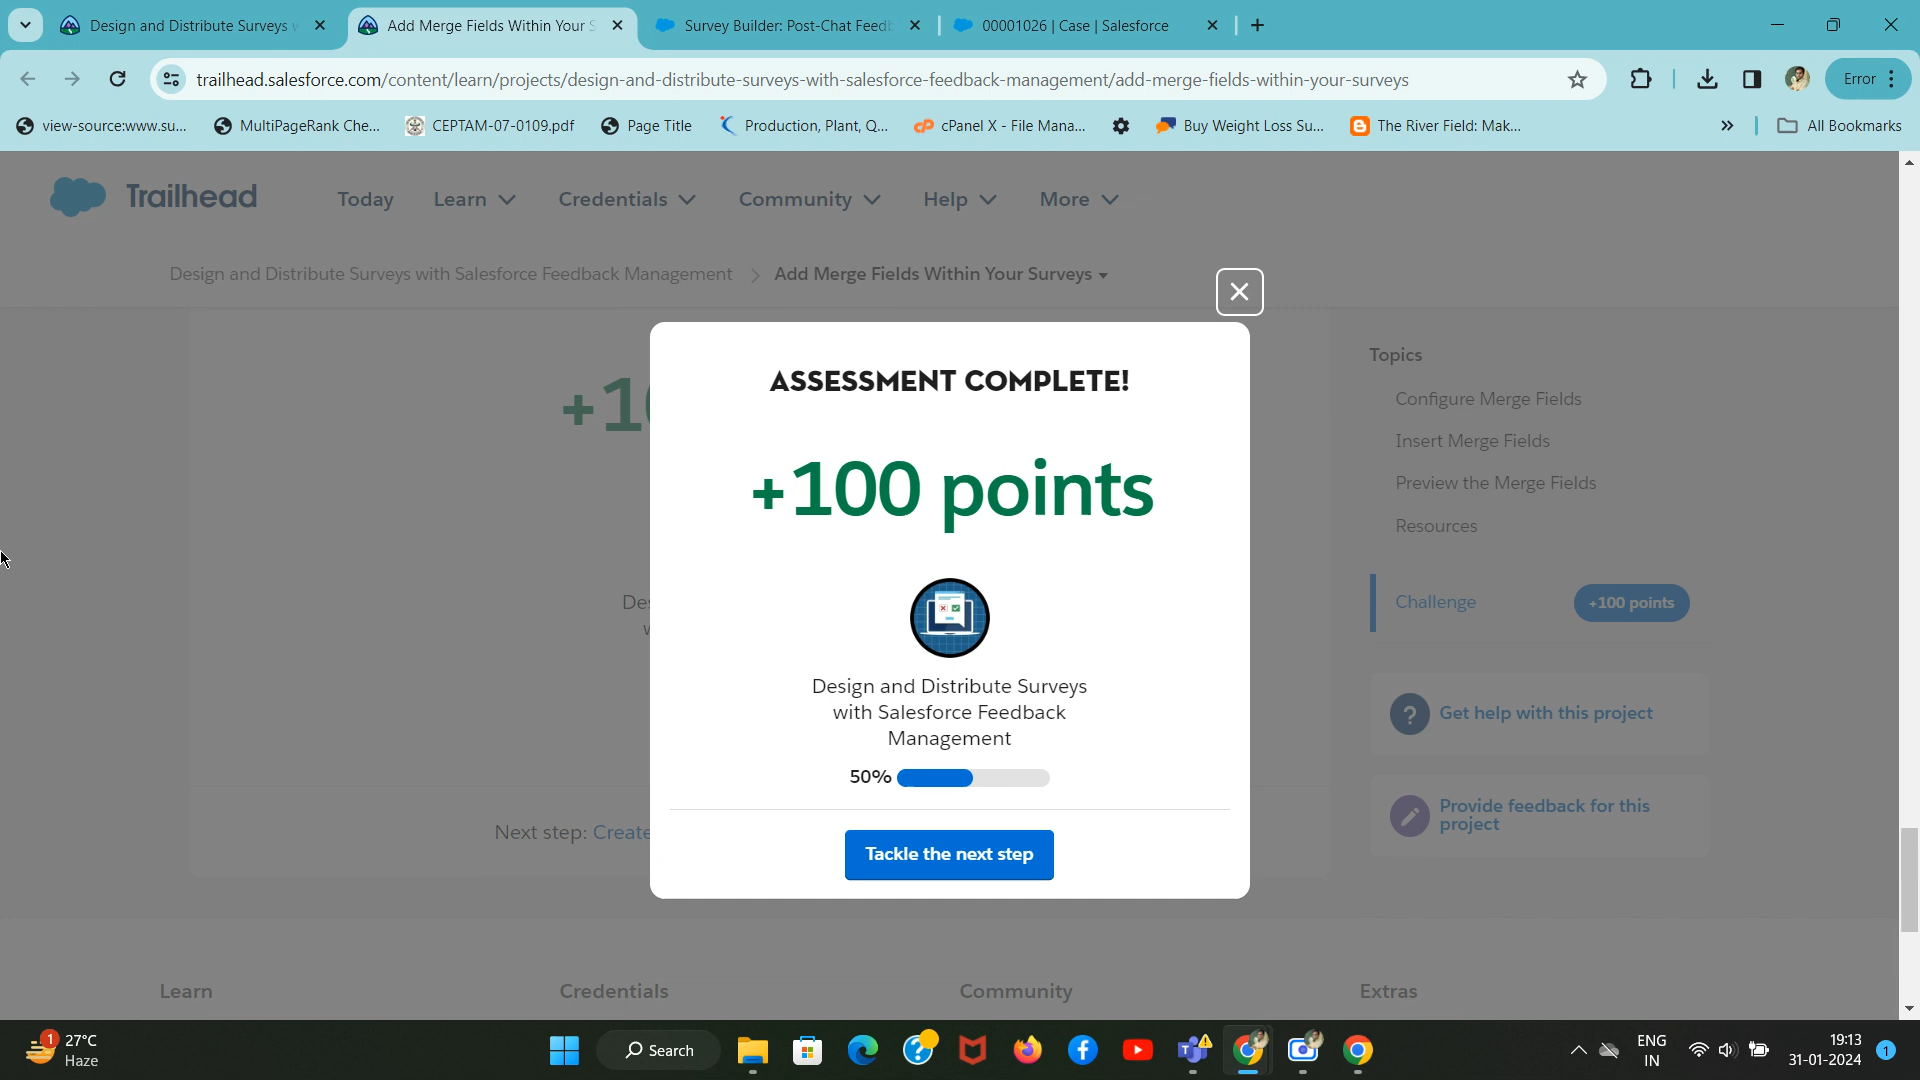 Design and Distribute Surveys w
Add Merge Fields Within Your S
Survey Builder: Post-Chat Feedb
00001026 | Case | Salesforce
trailhead.salesforce.com/content/learn/projects/design-and-distribute-surveys-with-salesforce-feedback-management/add-merge-fields-within-your-surveys
Error
view-source:www.su...
MultiPageRank Che...
CEPTAM-07-0109.pdf
Page Title
Production, Plant, Q...
cPanel X - File Mana...
Buy Weight Loss Su...
The River Field: Mak...
All Bookmarks
Trailhead
Today
Learn
Credentials
Community
Help
More
Design and Distribute Surveys with Salesforce Feedback Management > Add Merge Fields Within Your Surveys
ASSESSMENT COMPLETE!
+100 points
Design and Distribute Surveys
with Salesforce Feedback
Management
50%
Tackle the next step
+10
Des
w
Next step: Create
Topics
Configure Merge Fields
Insert Merge Fields
Preview the Merge Fields
Resources
Challenge
+100 points
Get help with this project
Provide feedback for this
project
Learn
Credentials
Community
Extras
1
27°C
Haze
Search
ENG
IN
19:13
31-01-2024
1